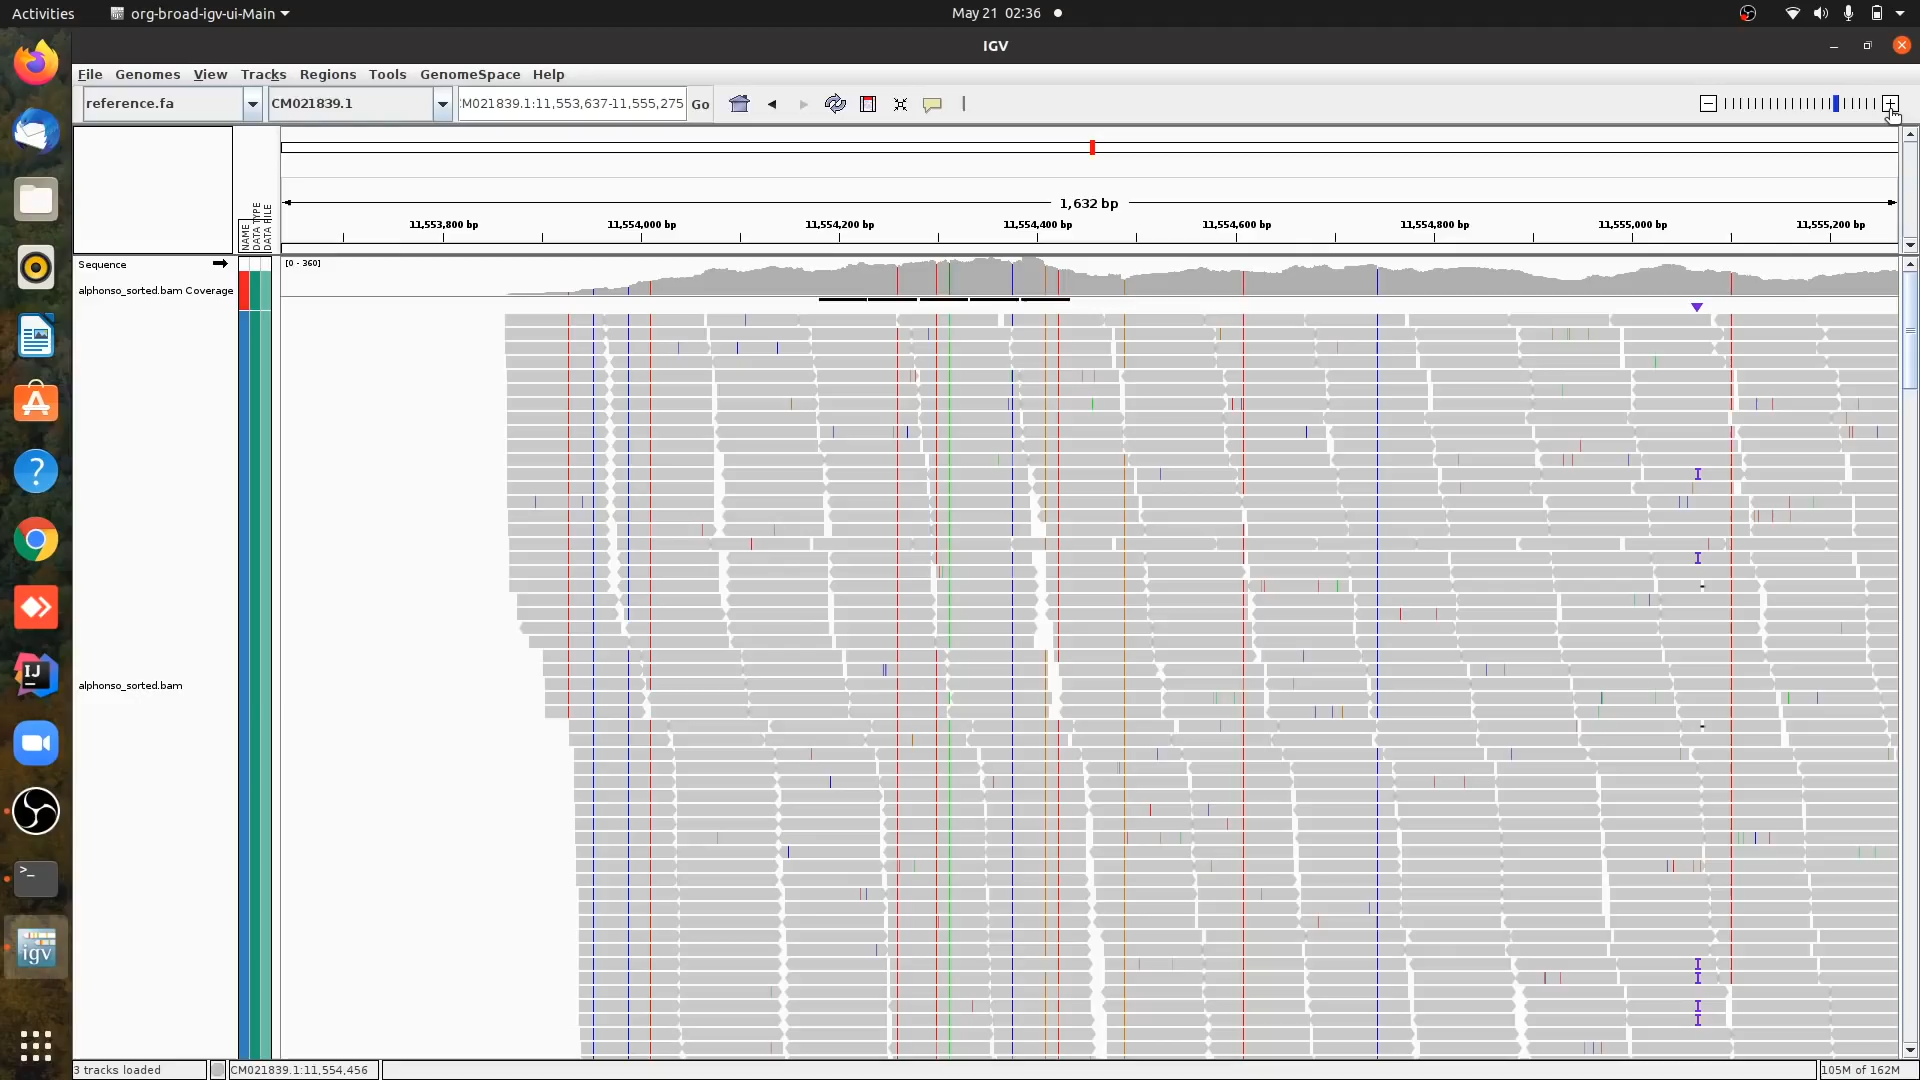 Activities org-broad-igv-ui-Main May 21 02:36
IGV
File Genomes View Tracks Tools Regions GenomeSpace Help
reference.fa CM021839.1 :M021839.1:11,553,637-11,555,275 Go
NAME
DATA TYPE
DATA FILE
1,632 bp
11,553,800 bp 11,554,000 bp 11,554,200 bp 11,554,400 bp 11,554,600 bp 11,554,800 bp 11,555,000 bp 11,555,200 bp
Sequence [0 - 360]
alphonso_sorted.bam Coverage
alphonso_sorted.bam
IJ
igv
3 tracks loaded CM021839.1:11,554,456 105M of 162M